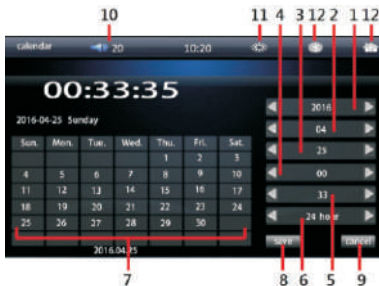 10 11 12 4 3 2 1 12
calendar 20 10:20
00:33:35
2016-04-25 Sunday
Sun. Mon. Tue. Wed. Thu. Fri. Sat.
1 2 3
4 5 6 7 8 9 10
11 12 13 14 15 16 17
18 19 20 21 22 23 24
25 26 27 28 29 30
2016.04.25
2016
04
25
00
33
24 hour
save cancel
7 8 6 5 9